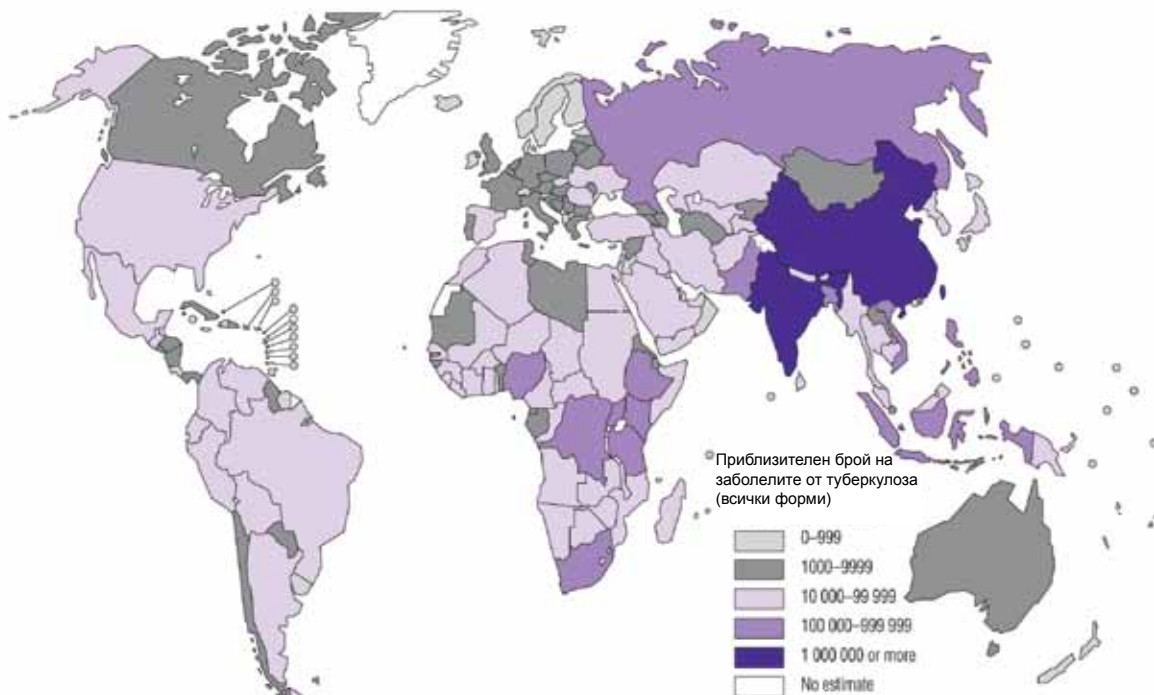 Приблизителен брой на
заболелите от туберкулоза
(всички форми)
0–999
1000–9999
10 000–99 999
100 000–999 999
1 000 000 or more
No estimate